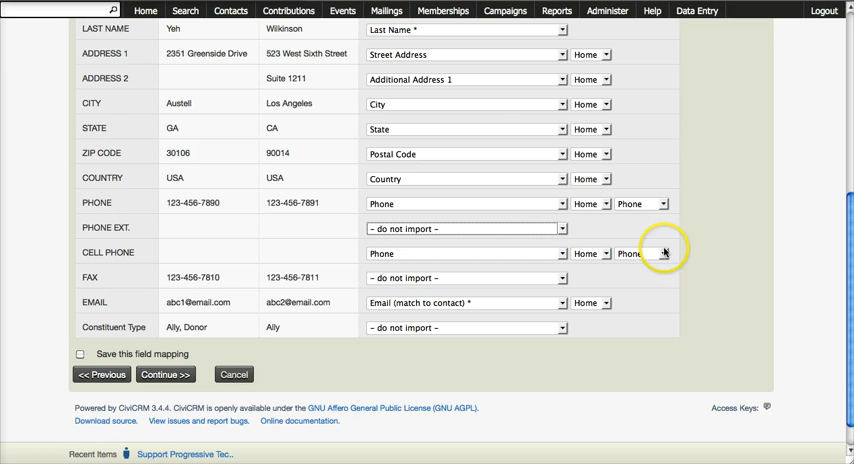 Home Search Contacts Contributions Events Mailings Memberships Campaigns Reports Administer Help Data Entry Logout
LAST NAME Yeh Wilkinson Last Name *
ADDRESS 1 2351 Greenside Drive 523 West Sixth Street Street Address Home
ADDRESS 2 Suite 1211 Additional Address 1
CITY Austell Los Angeles City Home
STATE GA CA State Home
ZIP CODE 30106 90014 Postal Code Home
COUNTRY USA USA Country Home
PHONE 123-456-7890 123-456-7891 Phone Home Phone
PHONE EXT. - do not import -
CELL PHONE Phone Home Phone
FAX 123-456-7810 123-456-7811 - do not import -
EMAIL abc1@email.com abc2@email.com Email (match to contact) * Home
Constituent Type Ally, Donor Ally - do not import -
Save this field mapping
<< Previous Continue >> Cancel
Powered by CiviCRM 3.4.4. CiviCRM is openly available under the GNU Affero General Public License (GNU AGPL). Access Keys:
Download source. View issues and report bugs. Online documentation.
Recent Items Support Progressive Tec..